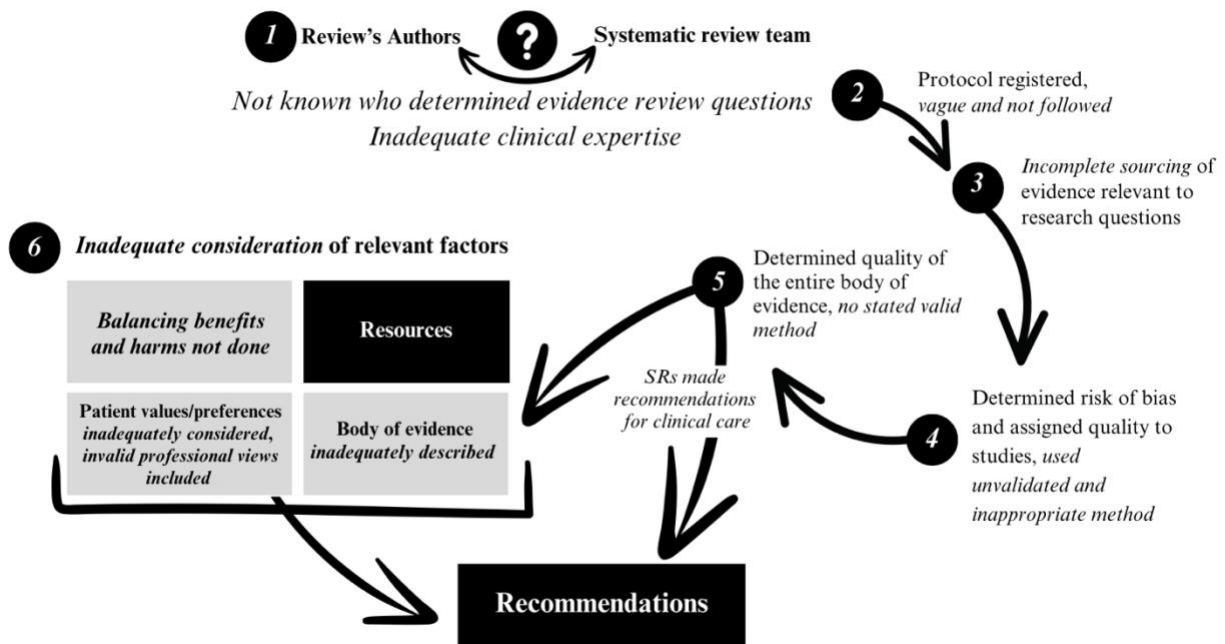 1 Review's Authors
?
Systematic review team
Not known who determined evidence review questions
Inadequate clinical expertise
2
Protocol registered,
vague and not followed
3
Incomplete sourcing of
evidence relevant to
research questions
4
Determined risk of bias
and assigned quality to
studies, used
unvalidated and
inappropriate method
5
Determined quality of
the entire body of
evidence, no stated valid
method
SRs made
recommendations
for clinical care
6 Inadequate consideration of relevant factors
Balancing benefits
and harms not done
Resources
Patient values/preferences
inadequately considered,
invalid professional views
included
Body of evidence
inadequately described
Recommendations